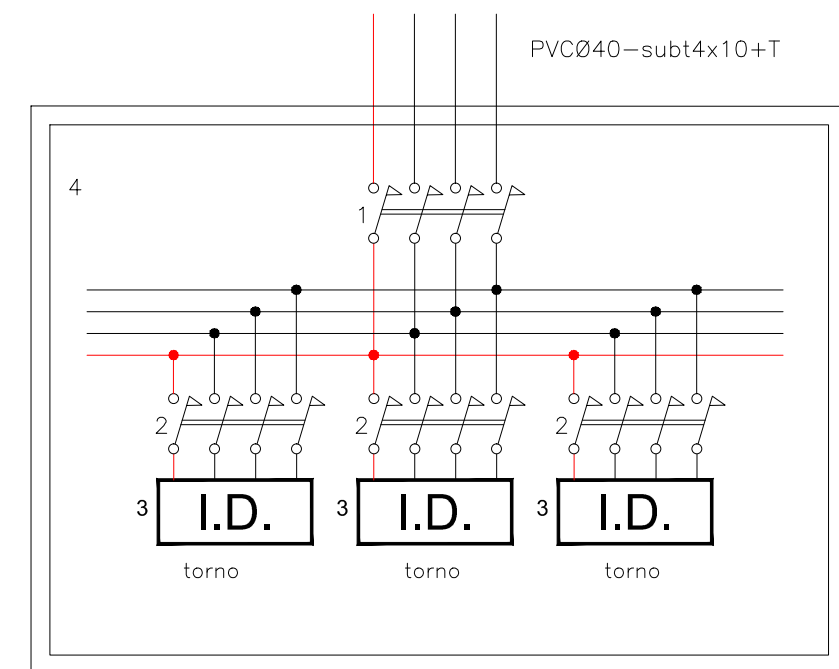 PVCØ40-subt4x10+T
4
1
2 2 2
3 I.D. 3 I.D. 3 I.D.
torno torno torno